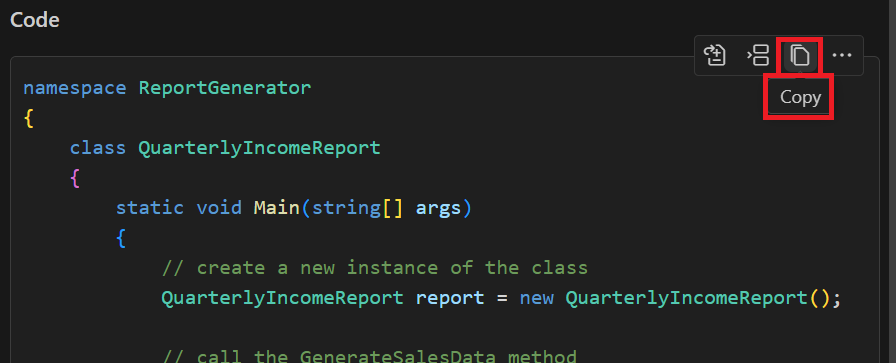 Code
Copy
namespace ReportGenerator
{
    class QuarterlyIncomeReport
    {
        static void Main(string[] args)
        {
            // create a new instance of the class
            QuarterlyIncomeReport report = new QuarterlyIncomeReport();
            // call the GenerateSalesData method